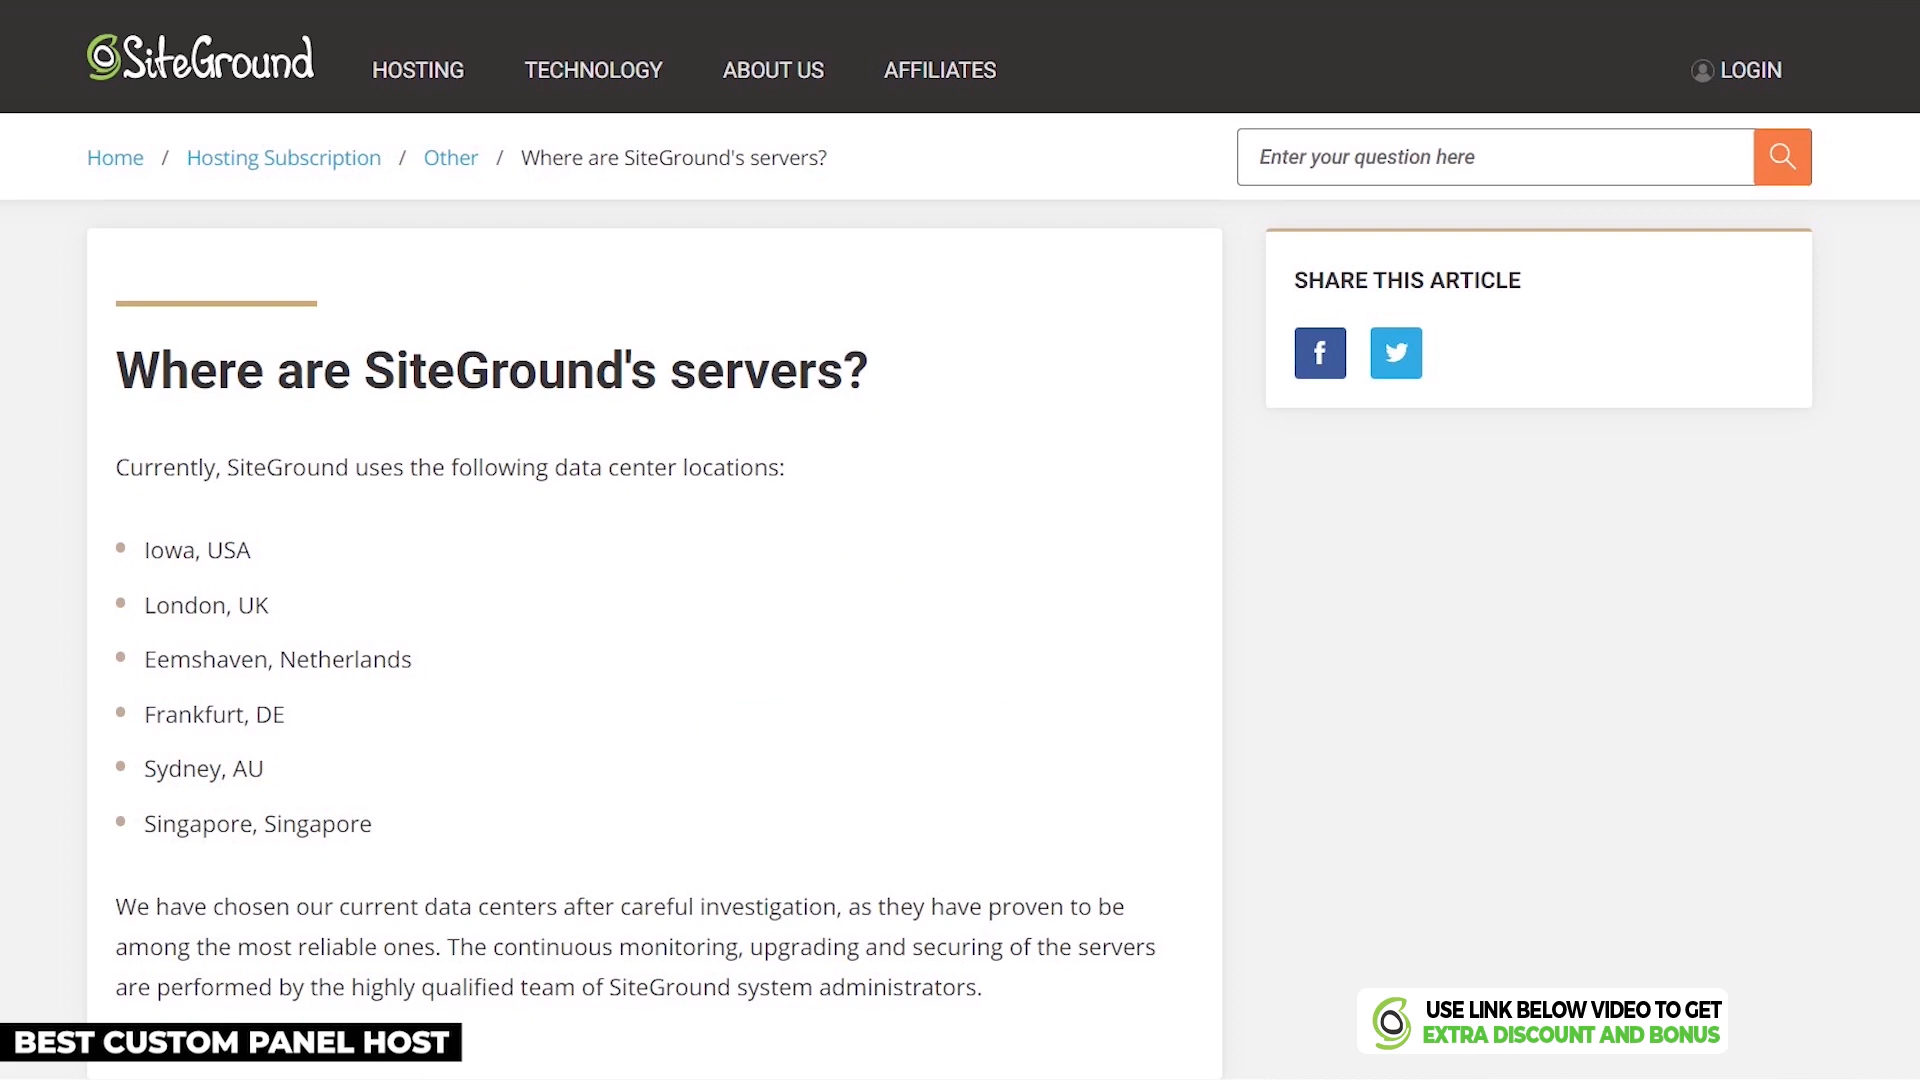 SiteGround
HOSTING
TECHNOLOGY
ABOUT US
AFFILIATES
LOGIN
Home / Hosting Subscription / Other / Where are SiteGround's servers?
Enter your question here
Where are SiteGround's servers?
Currently, SiteGround uses the following data center locations:
Iowa, USA
London, UK
Eemshaven, Netherlands
Frankfurt, DE
Sydney, AU
Singapore, Singapore
We have chosen our current data centers after careful investigation, as they have proven to be
among the most reliable ones. The continuous monitoring, upgrading and securing of the servers
are performed by the highly qualified team of SiteGround system administrators.
SHARE THIS ARTICLE
f
BEST CUSTOM PANEL HOST
USE LINK BELOW VIDEO TO GET
EXTRA DISCOUNT AND BONUS